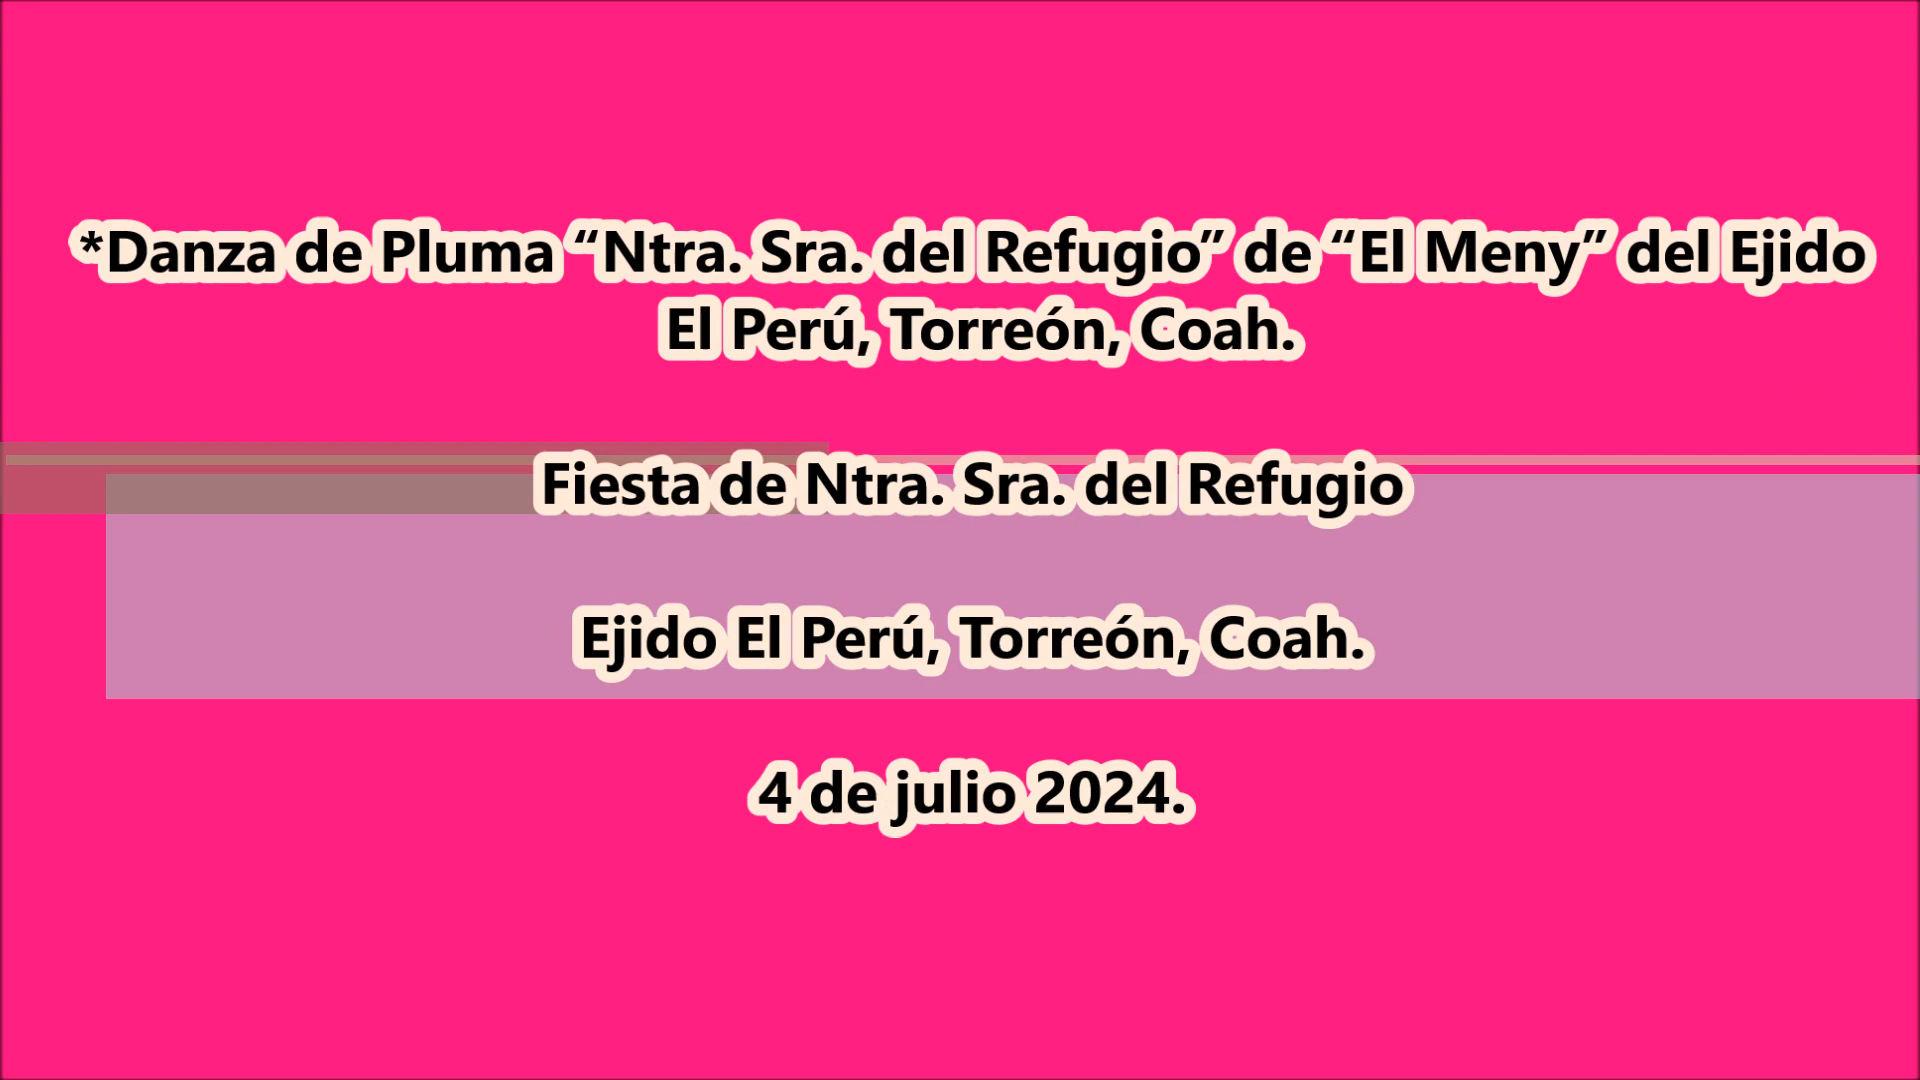 *Danza de Pluma “Ntra. Sra. del Refugio” de “El Meny” del Ejido
El Perú, Torreón, Coah.
Fiesta de Ntra. Sra. del Refugio
Ejido El Perú, Torreón, Coah.
4 de julio 2024.